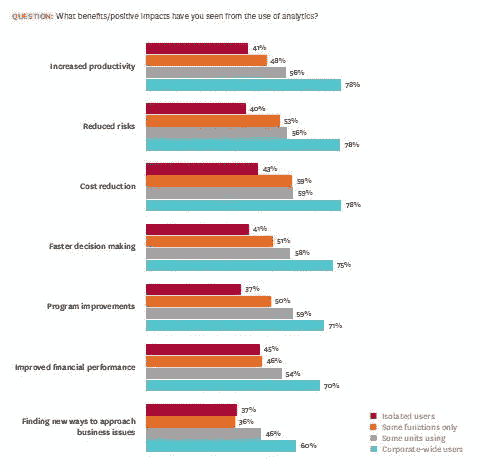 QUESTION: What benefits/positive impacts have you seen from the use of analytics?
41%
Increased productivity
48%
56%
78%
40%
Reduced risks
53%
56%
78%
43%
Cost reduction
59%
59%
78%
41%
Faster decision making
51%
58%
75%
37%
Program improvements
50%
59%
71%
45%
Improved financial performance
46%
54%
70%
37%
Finding new ways to approach
business issues
36%
46%
60%
Isolated users
Some functions only
Some units using
Corporate-wide users